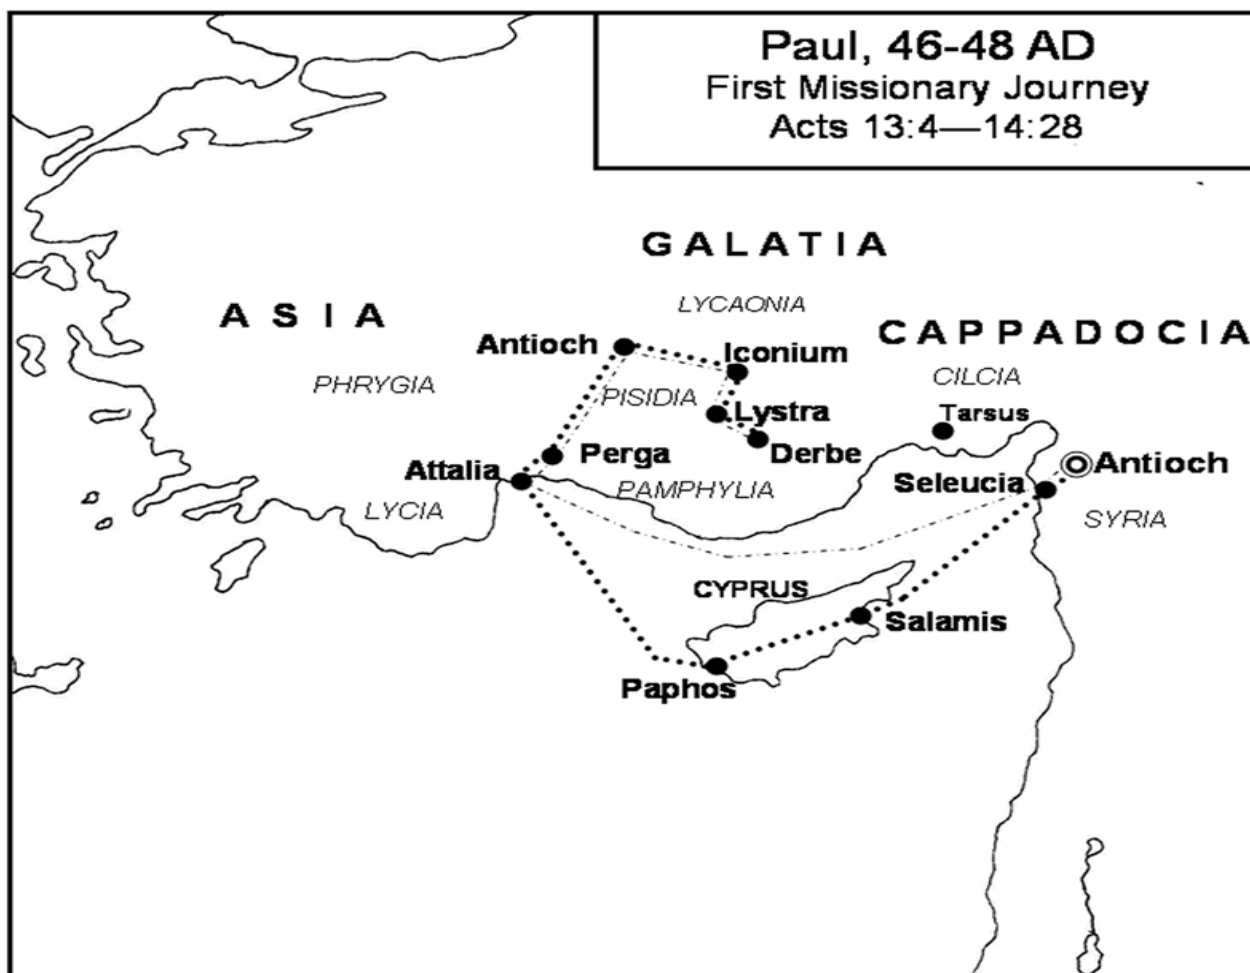 Paul, 46-48 AD
First Missionary Journey
Acts 13:4—14:28
GALATIA
LYCAONIA
ASIA
CAPPADOCIA
Antioch
Iconium
PHRYGIA
PISIDIA
CILCIA
Lystra
Tarsus
Derbe
Perga
Attalia
Antioch
Seleucia
PAMPHYLIA
LYCIA
SYRIA
CYPRUS
Salamis
Paphos